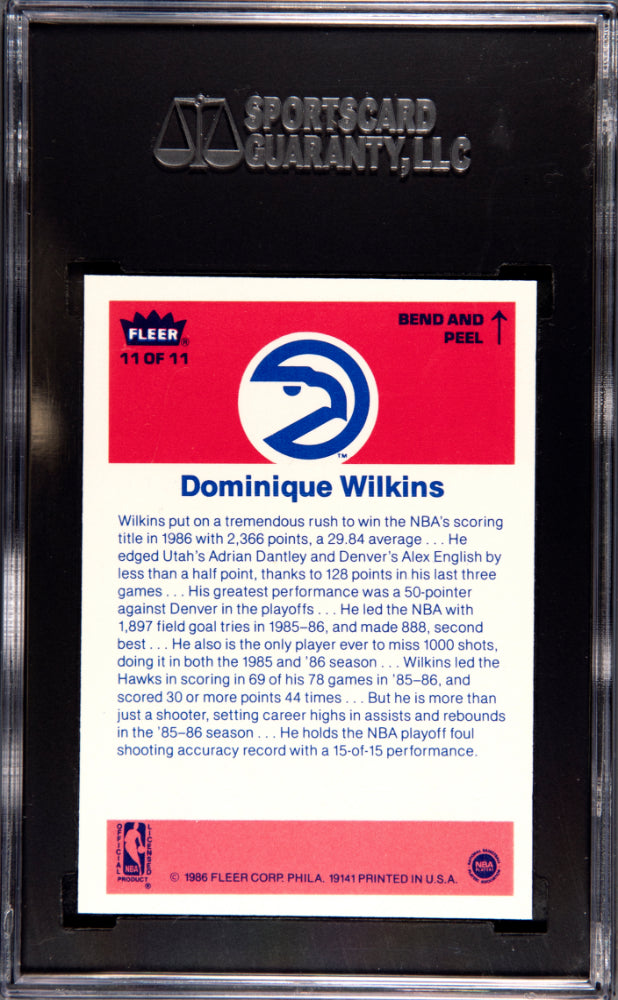 SPORTSCARD
GUARANTY, LLC
FLEER®
11 OF 11
BEND AND
PEEL
TM
Dominique Wilkins
Wilkins put on a tremendous rush to win the NBA's scoring
title in 1986 with 2,366 points, a 29.84 average . . . He
edged Utah's Adrian Dantley and Denver's Alex English by
less than a half point, thanks to 128 points in his last three
games . . . His greatest performance was a 50-pointer
against Denver in the playoffs . . . He led the NBA with
1,897 field goal tries in 1985–86, and made 888, second
best . . . He also is the only player ever to miss 1000 shots,
doing it in both the 1985 and '86 season . . . Wilkins led the
Hawks in scoring in 69 of his 78 games in '85–86, and
scored 30 or more points 44 times . . . But he is more than
just a shooter, setting career highs in assists and rebounds
in the '85–86 season . . . He holds the NBA playoff foul
shooting accuracy record with a 15-of-15 performance.
OFFICIAL
LICENSED
NBA
PRODUCT
®
© 1986 FLEER CORP. PHILA. 19141 PRINTED IN U.S.A.
NATIONAL BASKETBALL
NBA
PLAYERS
PLAYERS ASSOCIATION